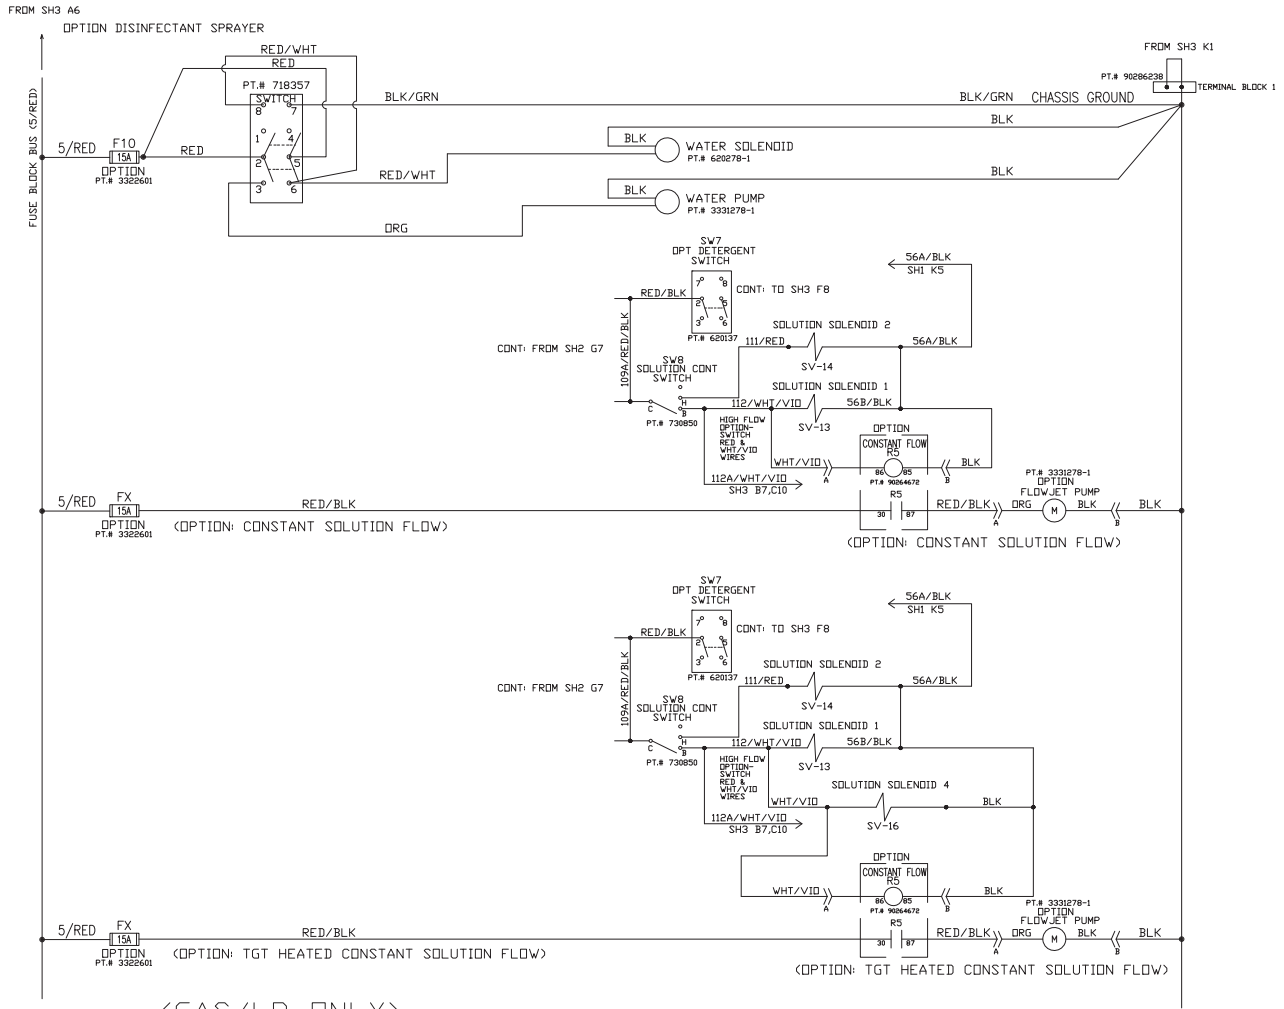 FROM SH3 A6
OPTION DISINFECTANT SPRAYER
FUSE BLOCK BUS (5/RED)
RED/WHT
RED
PT.# 718357
SWITCH
8 7
1 4
2 5
3 6
BLK/GRN
BLK/GRN
CHASSIS GROUND
FROM SH3 K1
PT.# 90286238
TERMINAL BLOCK 1
5/RED
F10
15A
OPTION
PT.# 3322601
RED
RED/WHT
ORG
BLK
BLK
WATER SOLENOID
PT.# 620278-1
BLK
BLK
WATER PUMP
PT.# 3331278-1
SW7
OPT DETERGENT
SWITCH
7 8
2 5
3 6
PT.# 620137
CONT: TO SH3 F8
RED/BLK
109A/RED/BLK
CONT: FROM SH2 G7
56A/BLK
SH1 K5
SOLUTION SOLENOID 2
111/RED
SV-14
56A/BLK
SW8
SOLUTION CONT
SWITCH
C H B
PT.# 730850
SOLUTION SOLENOID 1
112/WHT/VIO
SV-13
56B/BLK
HIGH FLOW
OPTION-
SWITCH
RED &
WHT/VIO
WIRES
OPTION
CONSTANT FLOW
R5
86 85
PT.# 90264672
WHT/VIO
A
B
BLK
112A/WHT/VIO
SH3 B7,C10
5/RED
FX
15A
OPTION
PT.# 3322601
RED/BLK
(OPTION: CONSTANT SOLUTION FLOW)
R5
30 87
RED/BLK
A
ORG
PT.# 3331278-1
OPTION
FLOWJET PUMP
M
BLK
B
BLK
(OPTION: CONSTANT SOLUTION FLOW)
SW7
OPT DETERGENT
SWITCH
7 8
2 5
3 6
PT.# 620137
CONT: TO SH3 F8
RED/BLK
109A/RED/BLK
CONT: FROM SH2 G7
56A/BLK
SH1 K5
SOLUTION SOLENOID 2
111/RED
SV-14
56A/BLK
SW8
SOLUTION CONT
SWITCH
C H B
PT.# 730850
SOLUTION SOLENOID 1
112/WHT/VIO
SV-13
56B/BLK
HIGH FLOW
OPTION-
SWITCH
RED &
WHT/VIO
WIRES
SOLUTION SOLENOID 4
WHT/VIO
SV-16
BLK
112A/WHT/VIO
SH3 B7,C10
OPTION
CONSTANT FLOW
R5
86 85
PT.# 90264672
WHT/VIO
A
B
BLK
5/RED
FX
15A
OPTION
PT.# 3322601
RED/BLK
(OPTION: TGT HEATED CONSTANT SOLUTION FLOW)
R5
30 87
RED/BLK
A
ORG
PT.# 3331278-1
OPTION
FLOWJET PUMP
M
BLK
B
BLK
(OPTION: TGT HEATED CONSTANT SOLUTION FLOW)
(GAS/LP ONLY)